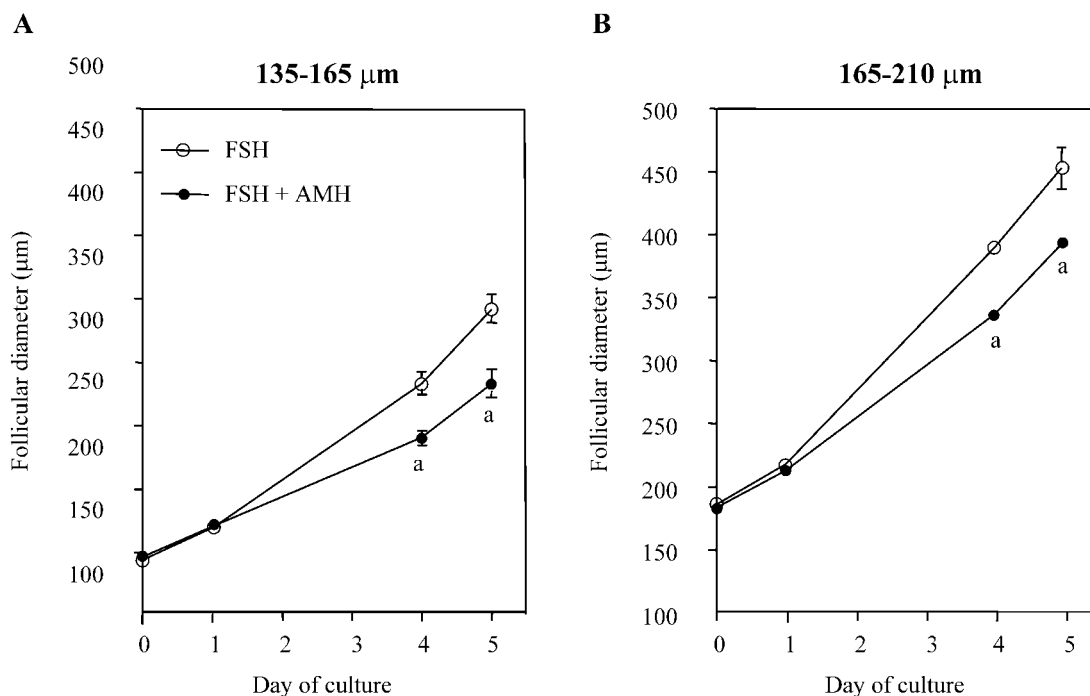 A
135-165 μm
500
450
400
350
300
250
200
150
100
Follicular diameter (μm)
FSH
FSH + AMH
a
a
0 1 2 3 4 5
Day of culture
B
165-210 μm
500
450
400
350
300
250
200
150
100
Follicular diameter (μm)
a
a
0 1 2 3 4 5
Day of culture